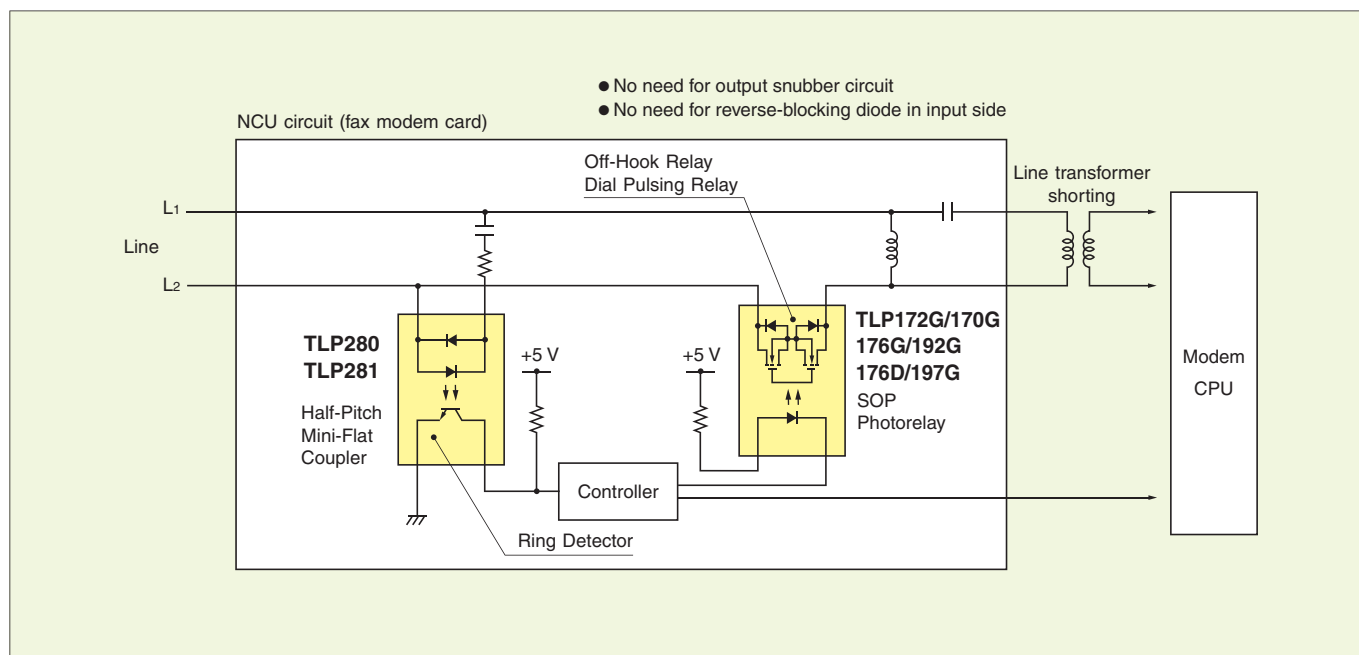 ● No need for output snubber circuit
● No need for reverse-blocking diode in input side
NCU circuit (fax modem card)
Off-Hook Relay
Dial Pulsing Relay
Line transformer
shorting
L1
Line
L2
TLP280
TLP281
Half-Pitch
Mini-Flat
Coupler
+5 V
+5 V
TLP172G/170G
176G/192G
176D/197G
SOP
Photorelay
Modem
CPU
Controller
Ring Detector